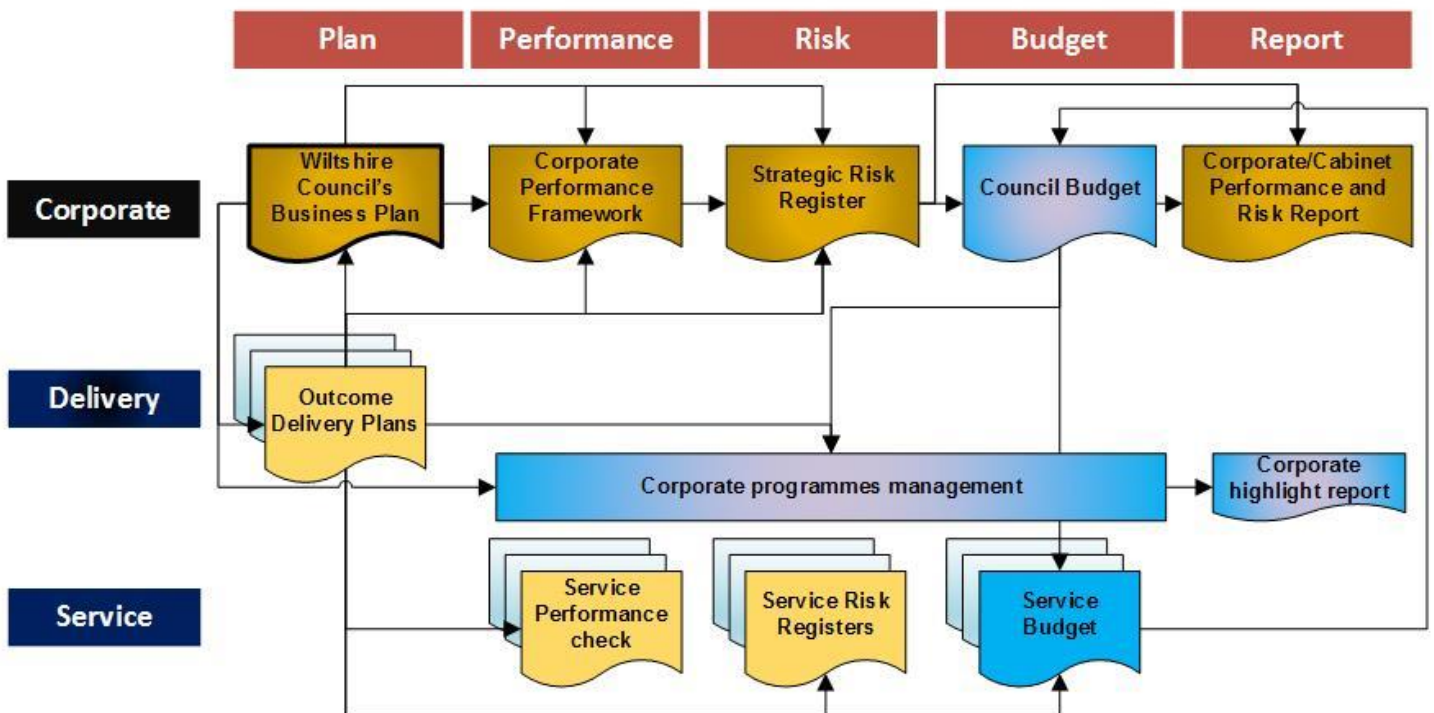 Plan
Performance
Risk
Budget
Report
Corporate
Wiltshire
Council's
Business Plan
Corporate
Performance
Framework
Strategic Risk
Register
Council Budget
Corporate/Cabinet
Performance and
Risk Report
Delivery
Outcome
Delivery Plans
Corporate programmes management
Corporate
highlight report
Service
Service
Performance
check
Service Risk
Registers
Service
Budget